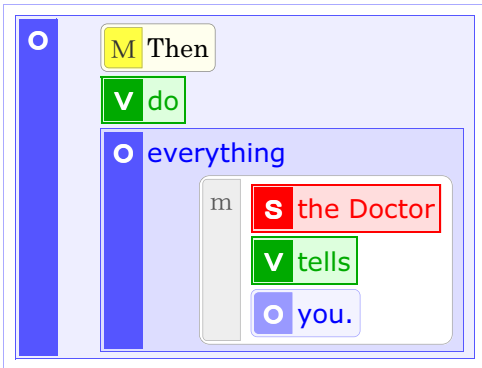 O M Then
V do
O everything
m S the Doctor
V tells
O you.